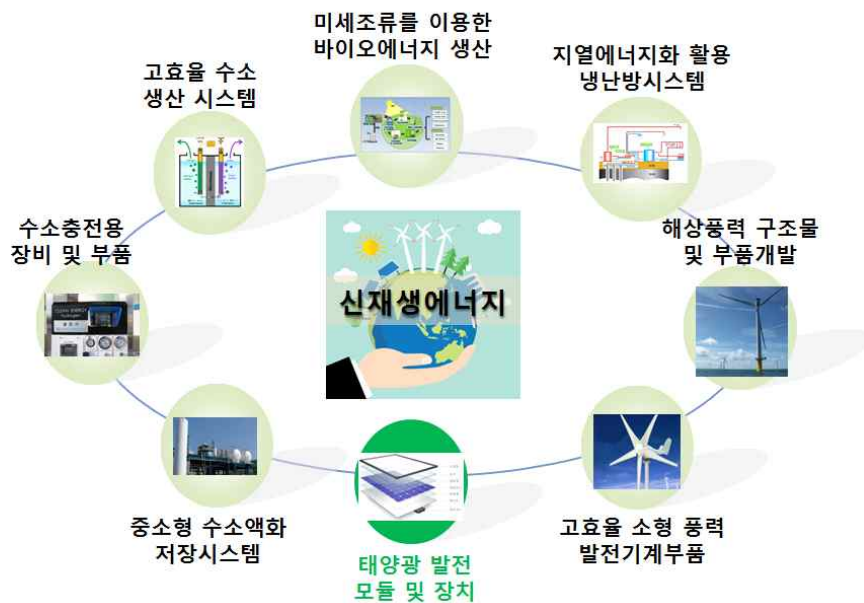 미세조류를 이용한
바이오에너지 생산
고효율 수소
생산 시스템
지열에너지화 활용
냉난방시스템
수소충전용
장비 및 부품
해상풍력 구조물
및 부품개발
신재생에너지
중소형 수소액화
저장시스템
고효율 소형 풍력
발전기계부품
태양광 발전
모듈 및 장치